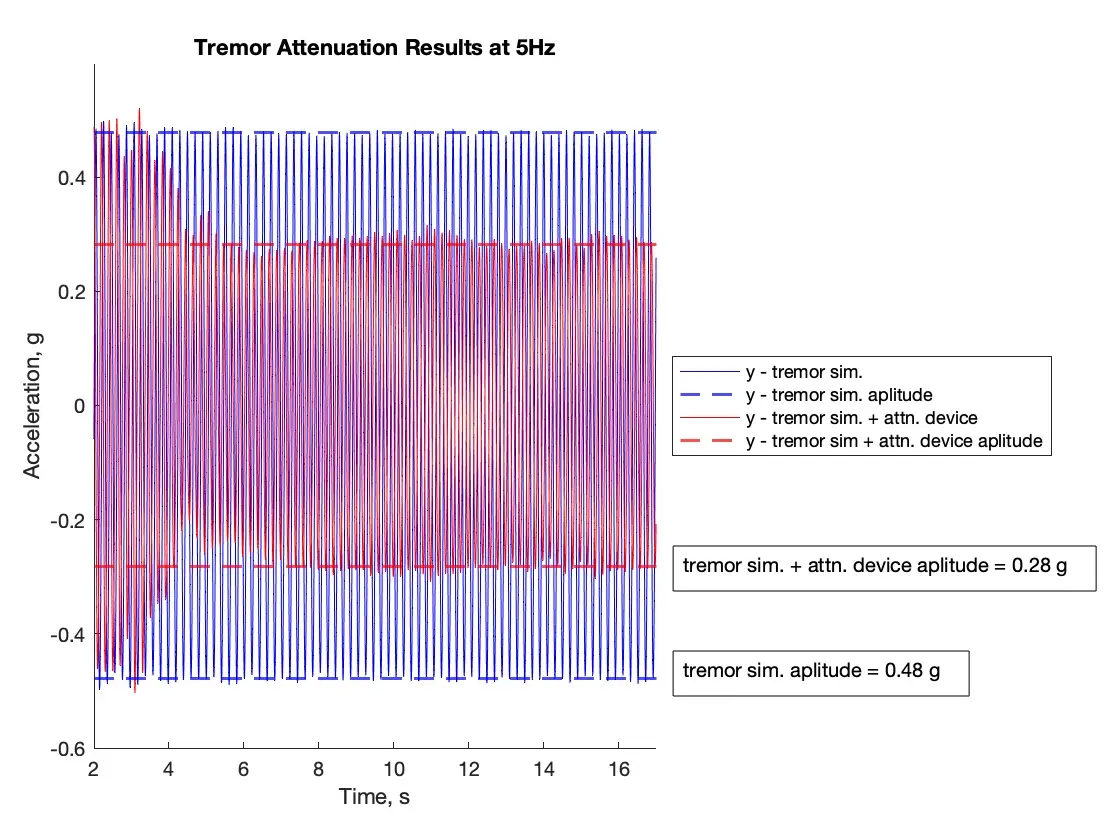 Tremor Attenuation Results at 5Hz
Acceleration, g
0.4
0.2
0
-0.2
-0.4
-0.6
2 4 6 8 10 12 14 16
Time, s
y - tremor sim.
y - tremor sim. aplitude
y - tremor sim. + attn. device
y - tremor sim + attn. device aplitude
tremor sim. + attn. device aplitude = 0.28 g
tremor sim. aplitude = 0.48 g